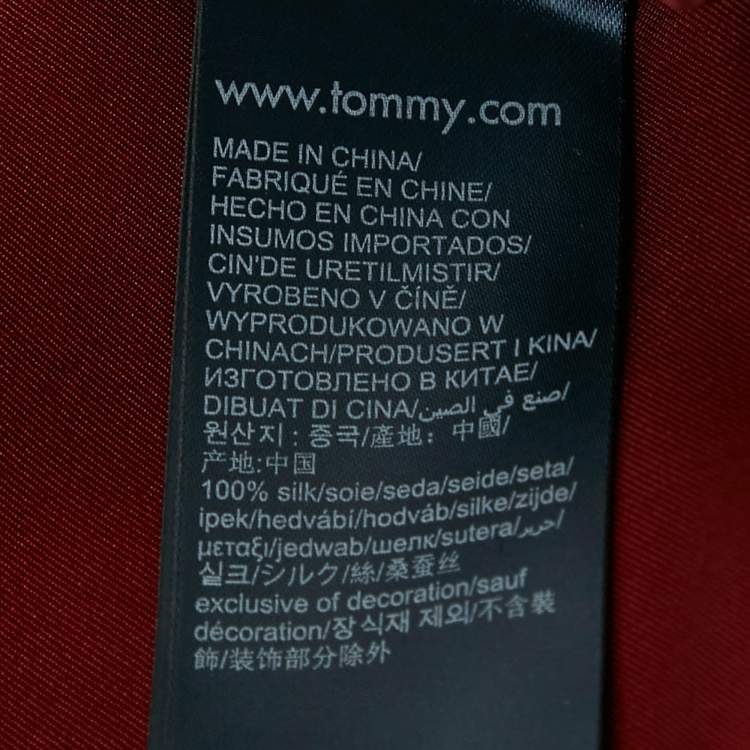 www.tommy.com
MADE IN CHINA/
FABRIQUÉ EN CHINE/
HECHO EN CHINA CON
INSUMOS IMPORTADOS/
CIN'DE URETILMISTIR/
VYROBENO V ČÍNĚ/
WYPRODUKOWANO W
CHINACH/PRODUSERT I KINA/
ИЗГОТОВЛЕНО В КИТАЕ/
DIBUAT DI CINA/صنع في الصين/
원산지: 중국/產地: 中國/
产地:中国
100% silk/soie/seda/seide/seta/
ipek/hedvábí/hodváb/silke/zijde/
μεταξι/jedwab/шелк/sutera/حرير/
실크/シルク/絲/桑蚕丝
exclusive of decoration/sauf
décoration/장식재 제외/不含裝
飾/装饰部分除外